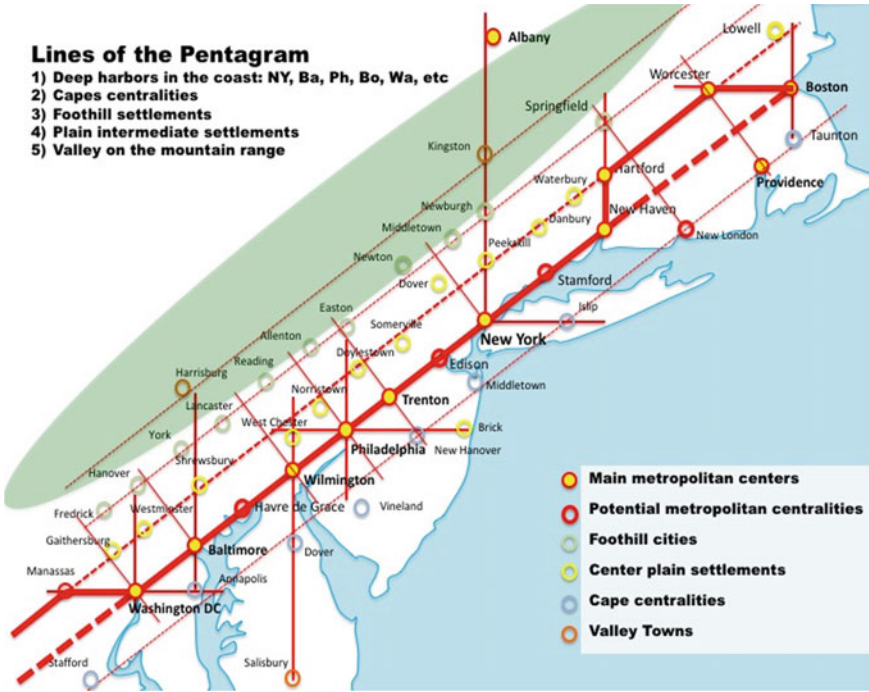 Lines of the Pentagram
1) Deep harbors in the coast: NY, Ba, Ph, Bo, Wa, etc
2) Capes centralities
3) Foothill settlements
4) Plain intermediate settlements
5) Valley on the mountain range
Albany
Lowell
Worcester
Boston
Springfield
Taunton
Kingston
Hartford
Providence
Waterbury
Newburgh
New Haven
Middletown
Danbury
Peekskill
New London
Newton
Stamford
Dover
Easton
Islip
Somerville
New York
Allenton
Doylestown
Edison
Reading
Harrisburg
Middletown
Norristown
Trenton
Lancaster
West Chester
Brick
York
Philadelphia
New Hanover
Shrewsbury
Hanover
Wilmington
Westminster
Havre de Grace
Vineland
Fredrick
Gaithersburg
Baltimore
Dover
Manassas
Annapolis
Washington DC
Stafford
Salisbury
Main metropolitan centers
Potential metropolitan centralities
Foothill cities
Center plain settlements
Cape centralities
Valley Towns